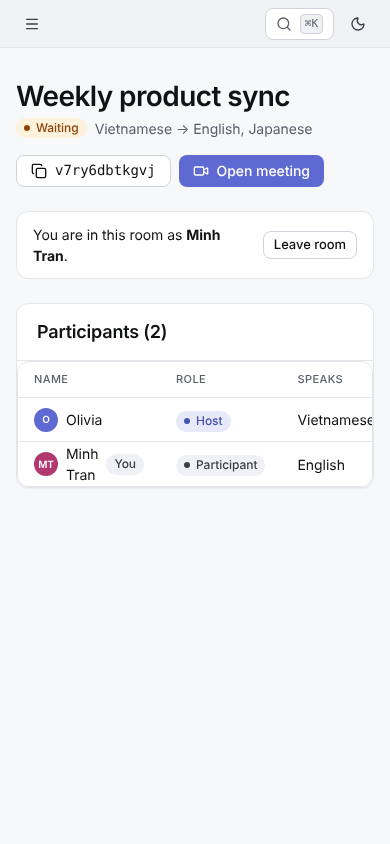 ⌘K
Weekly product sync
Waiting Vietnamese → English, Japanese
v7ry6dbtkgvj Open meeting
You are in this room as Minh
Tran.
Leave room
Participants (2)
NAME ROLE SPEAKS
O Olivia Host Vietnamese
MT Minh
Tran You Participant English